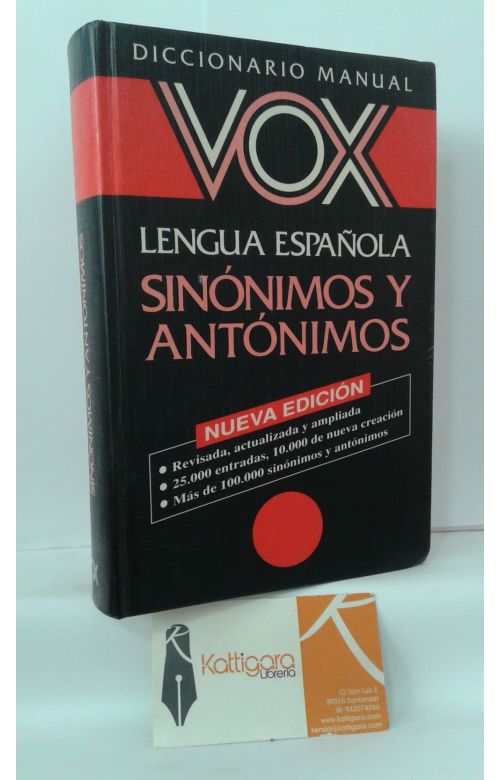 DICCIONARIO MANUAL
VOX
LENGUA ESPAÑOLA
SINÓNIMOS Y
ANTÓNIMOS
NUEVA EDICIÓN
● Revisada, actualizada y ampliada
● 25.000 entradas, 10.000 de nueva creación
● Más de 100.000 sinónimos y antónimos
SINÓNIMOS Y ANTÓNIMOS
Kattigara
Librería
C/ San Luis 5
39010 Santander
tlf: 942074286
www.kattigara.com
tienda@kattigara.com